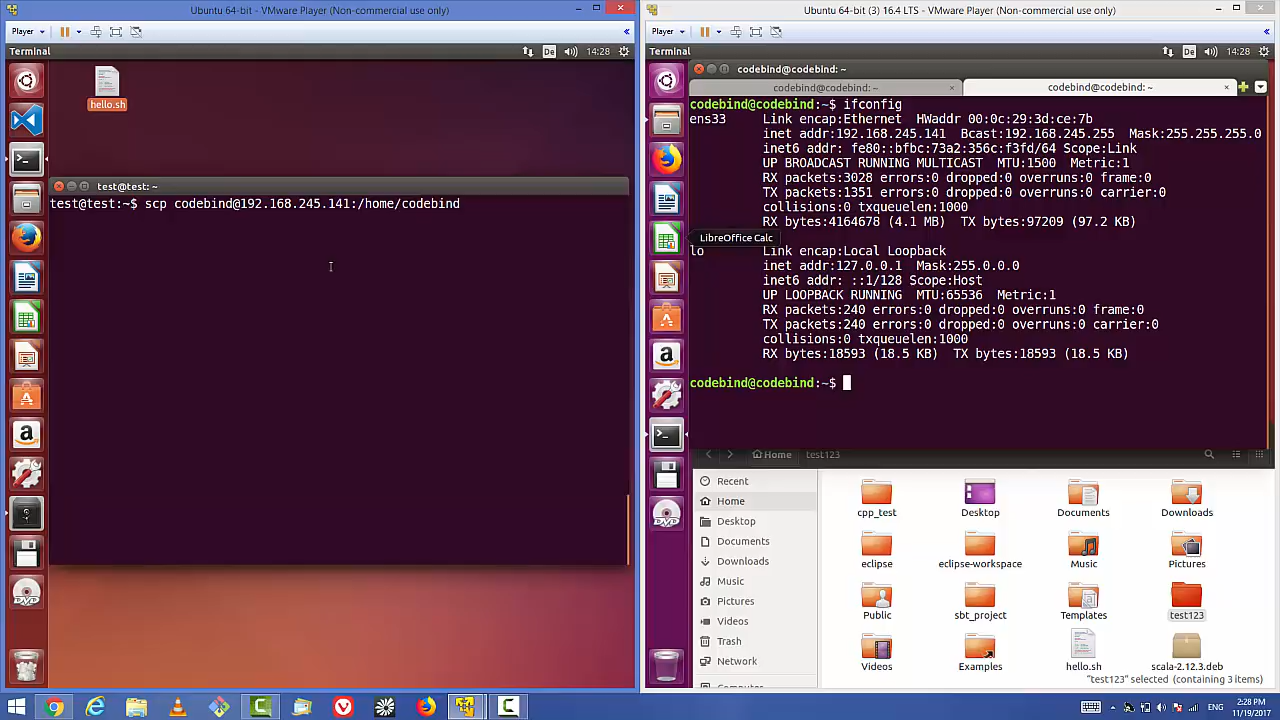 Ubuntu 64-bit - VMware Player (Non-commercial use only)
Player
Terminal
De
14:28
hello.sh
test@test: ~
test@test:~$ scp codebind@192.168.245.141:/home/codebind
Ubuntu 64-bit (3) 16.4 LTS - VMware Player (Non-commercial use only)
Player
Terminal
De
14:28
codebind@codebind: ~
codebind@codebind: ~
codebind@codebind: ~
codebind@codebind:~$ ifconfig
ens33 Link encap:Ethernet HWaddr 00:0c:29:3d:ce:7b
inet addr:192.168.245.141 Bcast:192.168.245.255 Mask:255.255.255.0
inet6 addr: fe80::bfbc:73a2:356c:f3fd/64 Scope:Link
UP BROADCAST RUNNING MULTICAST MTU:1500 Metric:1
RX packets:3028 errors:0 dropped:0 overruns:0 frame:0
TX packets:1351 errors:0 dropped:0 overruns:0 carrier:0
collisions:0 txqueuelen:1000
RX bytes:4164678 (4.1 MB) TX bytes:97209 (97.2 KB)
LibreOffice Calc
lo Link encap:Local Loopback
inet addr:127.0.0.1 Mask:255.0.0.0
inet6 addr: ::1/128 Scope:Host
UP LOOPBACK RUNNING MTU:65536 Metric:1
RX packets:240 errors:0 dropped:0 overruns:0 frame:0
TX packets:240 errors:0 dropped:0 overruns:0 carrier:0
collisions:0 txqueuelen:1000
RX bytes:18593 (18.5 KB) TX bytes:18593 (18.5 KB)
codebind@codebind:~$
Home test123
Recent
Home
Desktop
Documents
Downloads
Music
Pictures
Videos
Trash
Network
cpp_test Desktop Documents Downloads
eclipse eclipse-workspace Music Pictures
Public sbt_project Templates test123
Videos Examples hello.sh scala-2.12.3.deb
"test123" selected (containing 3 items)
ENG
2:28 PM
11/19/2017